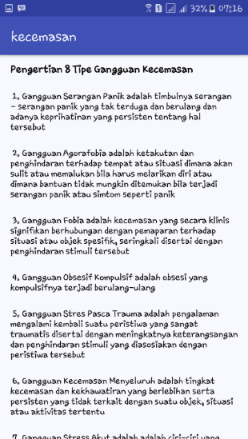 32% 07:16
kecemasan
Pengertian 8 Tipe Gangguan Kecemasan
1, Gangguan Serangan Panik adalah timbulnya serangan
- serangan panik yang tak terduga dan berulang dan
adanya keprihatinan yang persisten tentang hal
tersebut
2, Gangguan Agorafobia adalah ketakutan dan
penghindaran terhadap tempat atau situasi dimana akan
sulit atau memalukan bila harus melarikan diri atau
dimana bantuan tidak mungkin ditemukan bila terjadi
serangan panik atau simtom seperti panik
3, Gangguan Fobia adalah kecemasan yang secara klinis
signifikan berhubungan dengan pemaparan terhadap
situasi atau objek spesifik, seringkali disertai dengan
penghindaran stimuli tersebut
4, Gangguan Obsesif Kompulsif adalah obsesi yang
kompulsifnya terjadi berulang-ulang
5, Gangguan Stres Pasca Trauma adalah pengalaman
mengalami kembali suatu peristiwa yang sangat
traumatis disertai dengan meningkatnya keterangsangan
dan penghindaran stimuli yang diasosiakan dengan
peristiwa tersebut
6, Gangguan Kecemasan Menyeluruh adalah tingkat
kecemasan dan kekhawatiran yang berlebihan serta
persisten yang tidak terkait dengan suatu objek, situasi
atau aktivitas tertentu
7, Gangguan Stress Akut adalah adalah ciri-ciri yang